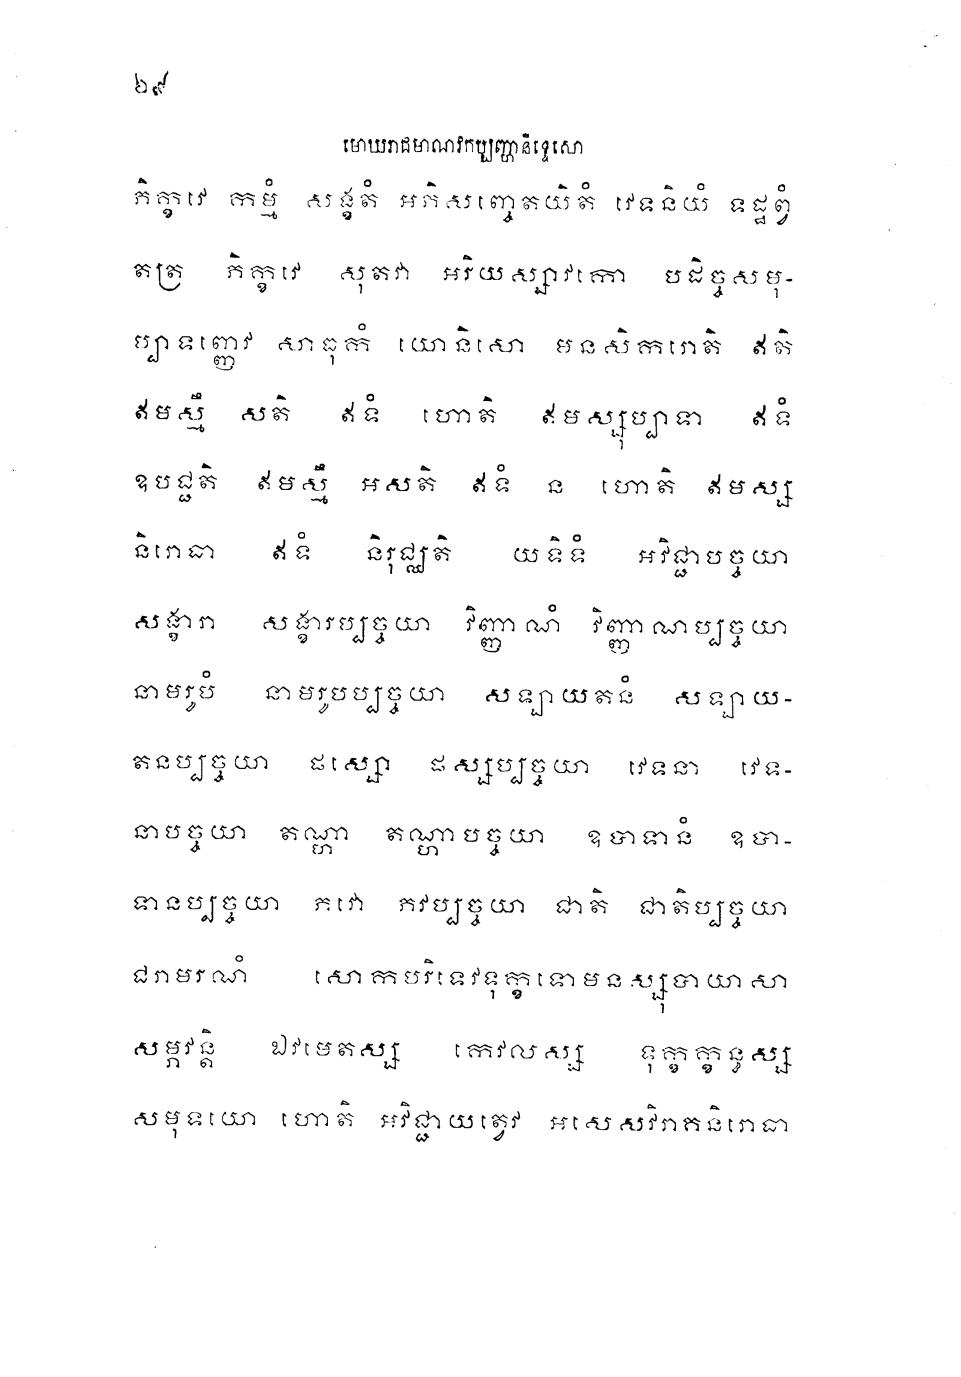 ៦៩
មោឃរាជមាណវកប្បញ្ហានិទ្ទេសោ
ភិក្ខវេ កម្មំ សង្ខតំ អភិសញ្ចេតយិតំ វេទនិយំ ទដ្ឋព្វំ
តត្រ ភិក្ខវេ សុតវា អរិយស្សាវកោ បដិច្ចសមុ-
ប្បាទញ្ញេវ សាធុកំ យោនិសោ មនសិករោតិ ឥតិ
ឥមស្មឹ សតិ ឥទំ ហោតិ ឥមស្សុប្បាទា ឥទំ
ឧបជ្ជតិ ឥមស្មឹ អសតិ ឥទំ ន ហោតិ ឥមស្ស
និរោធា ឥទំ និរុជ្ឈតិ យទិទំ អវិជ្ជាបច្ចយា
សង្ខារា សង្ខារប្បច្ចយា វិញ្ញាណំ វិញ្ញាណប្បច្ចយា
នាមរូបំ នាមរូបប្បច្ចយា សឡាយតនំ សឡាយ-
តនប្បច្ចយា ផស្សោ ផស្សប្បច្ចយា វេទនា វេទ-
នាបច្ចយា តណ្ហា តណ្ហាបច្ចយា ឧបាទានំ ឧបា-
ទានប្បច្ចយា ភវោ ភវប្បច្ចយា ជាតិ ជាតិប្បច្ចយា
ជរាមរណំ សោកបរិទេវទុក្ខទោមនស្សុបាយាសា
សម្ភវន្តិ ឯវមេតស្ស កេវលស្ស ទុក្ខក្ខន្ធស្ស
សមុទយោ ហោតិ អវិជ្ជាយត្វេវ អសេសវិរាគនិរោធា